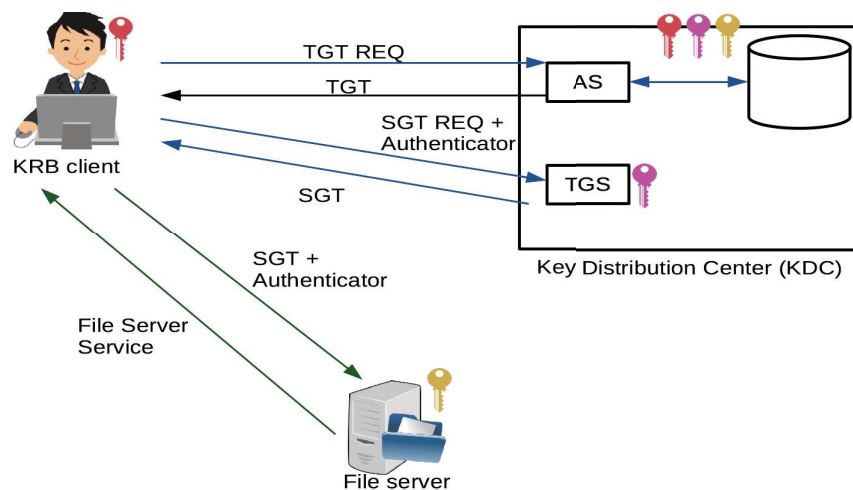 TGT REQ
TGT
AS
SGT REQ +
Authenticator
KRB client
SGT
TGS
SGT +
Authenticator
Key Distribution Center (KDC)
File Server
Service
File server